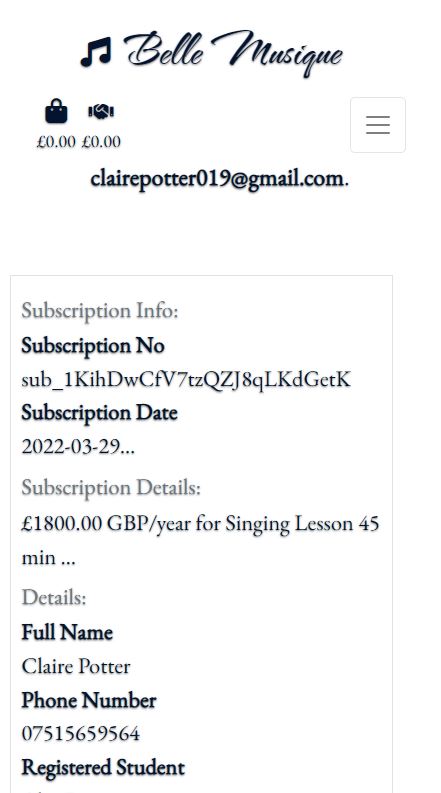 Belle Musique
£0.00 £0.00
clairepotter019@gmail.com.
Subscription Info:
Subscription No
sub_1KihDwCfV7tzQZJ8qLKdGetK
Subscription Date
2022-03-29...
Subscription Details:
£1800.00 GBP/year for Singing Lesson 45
min ...
Details:
Full Name
Claire Potter
Phone Number
07515659564
Registered Student